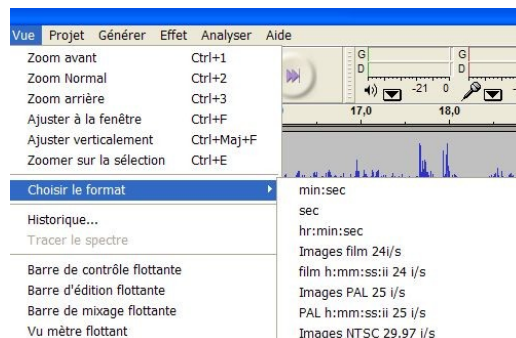 Vue Projet Générer Effet Analyser Aide
Zoom avant Ctrl+1
Zoom Normal Ctrl+2
Zoom arrière Ctrl+3
Ajuster à la fenêtre Ctrl+F
Ajuster verticalement Ctrl+Maj+F
Zoomer sur la sélection Ctrl+E
Choisir le format
Historique...
Tracer le spectre
Barre de contrôle flottante
Barre d'édition flottante
Barre de mixage flottante
Vu mètre flottant
G G
D D
-21 0
17,0 18,0
min:sec
sec
hr:min:sec
Images film 24i/s
film h:mm:ss:ii 24 i/s
Images PAL 25 i/s
PAL h:mm:ss:ii 25 i/s
Images NTSC 29.97 i/s